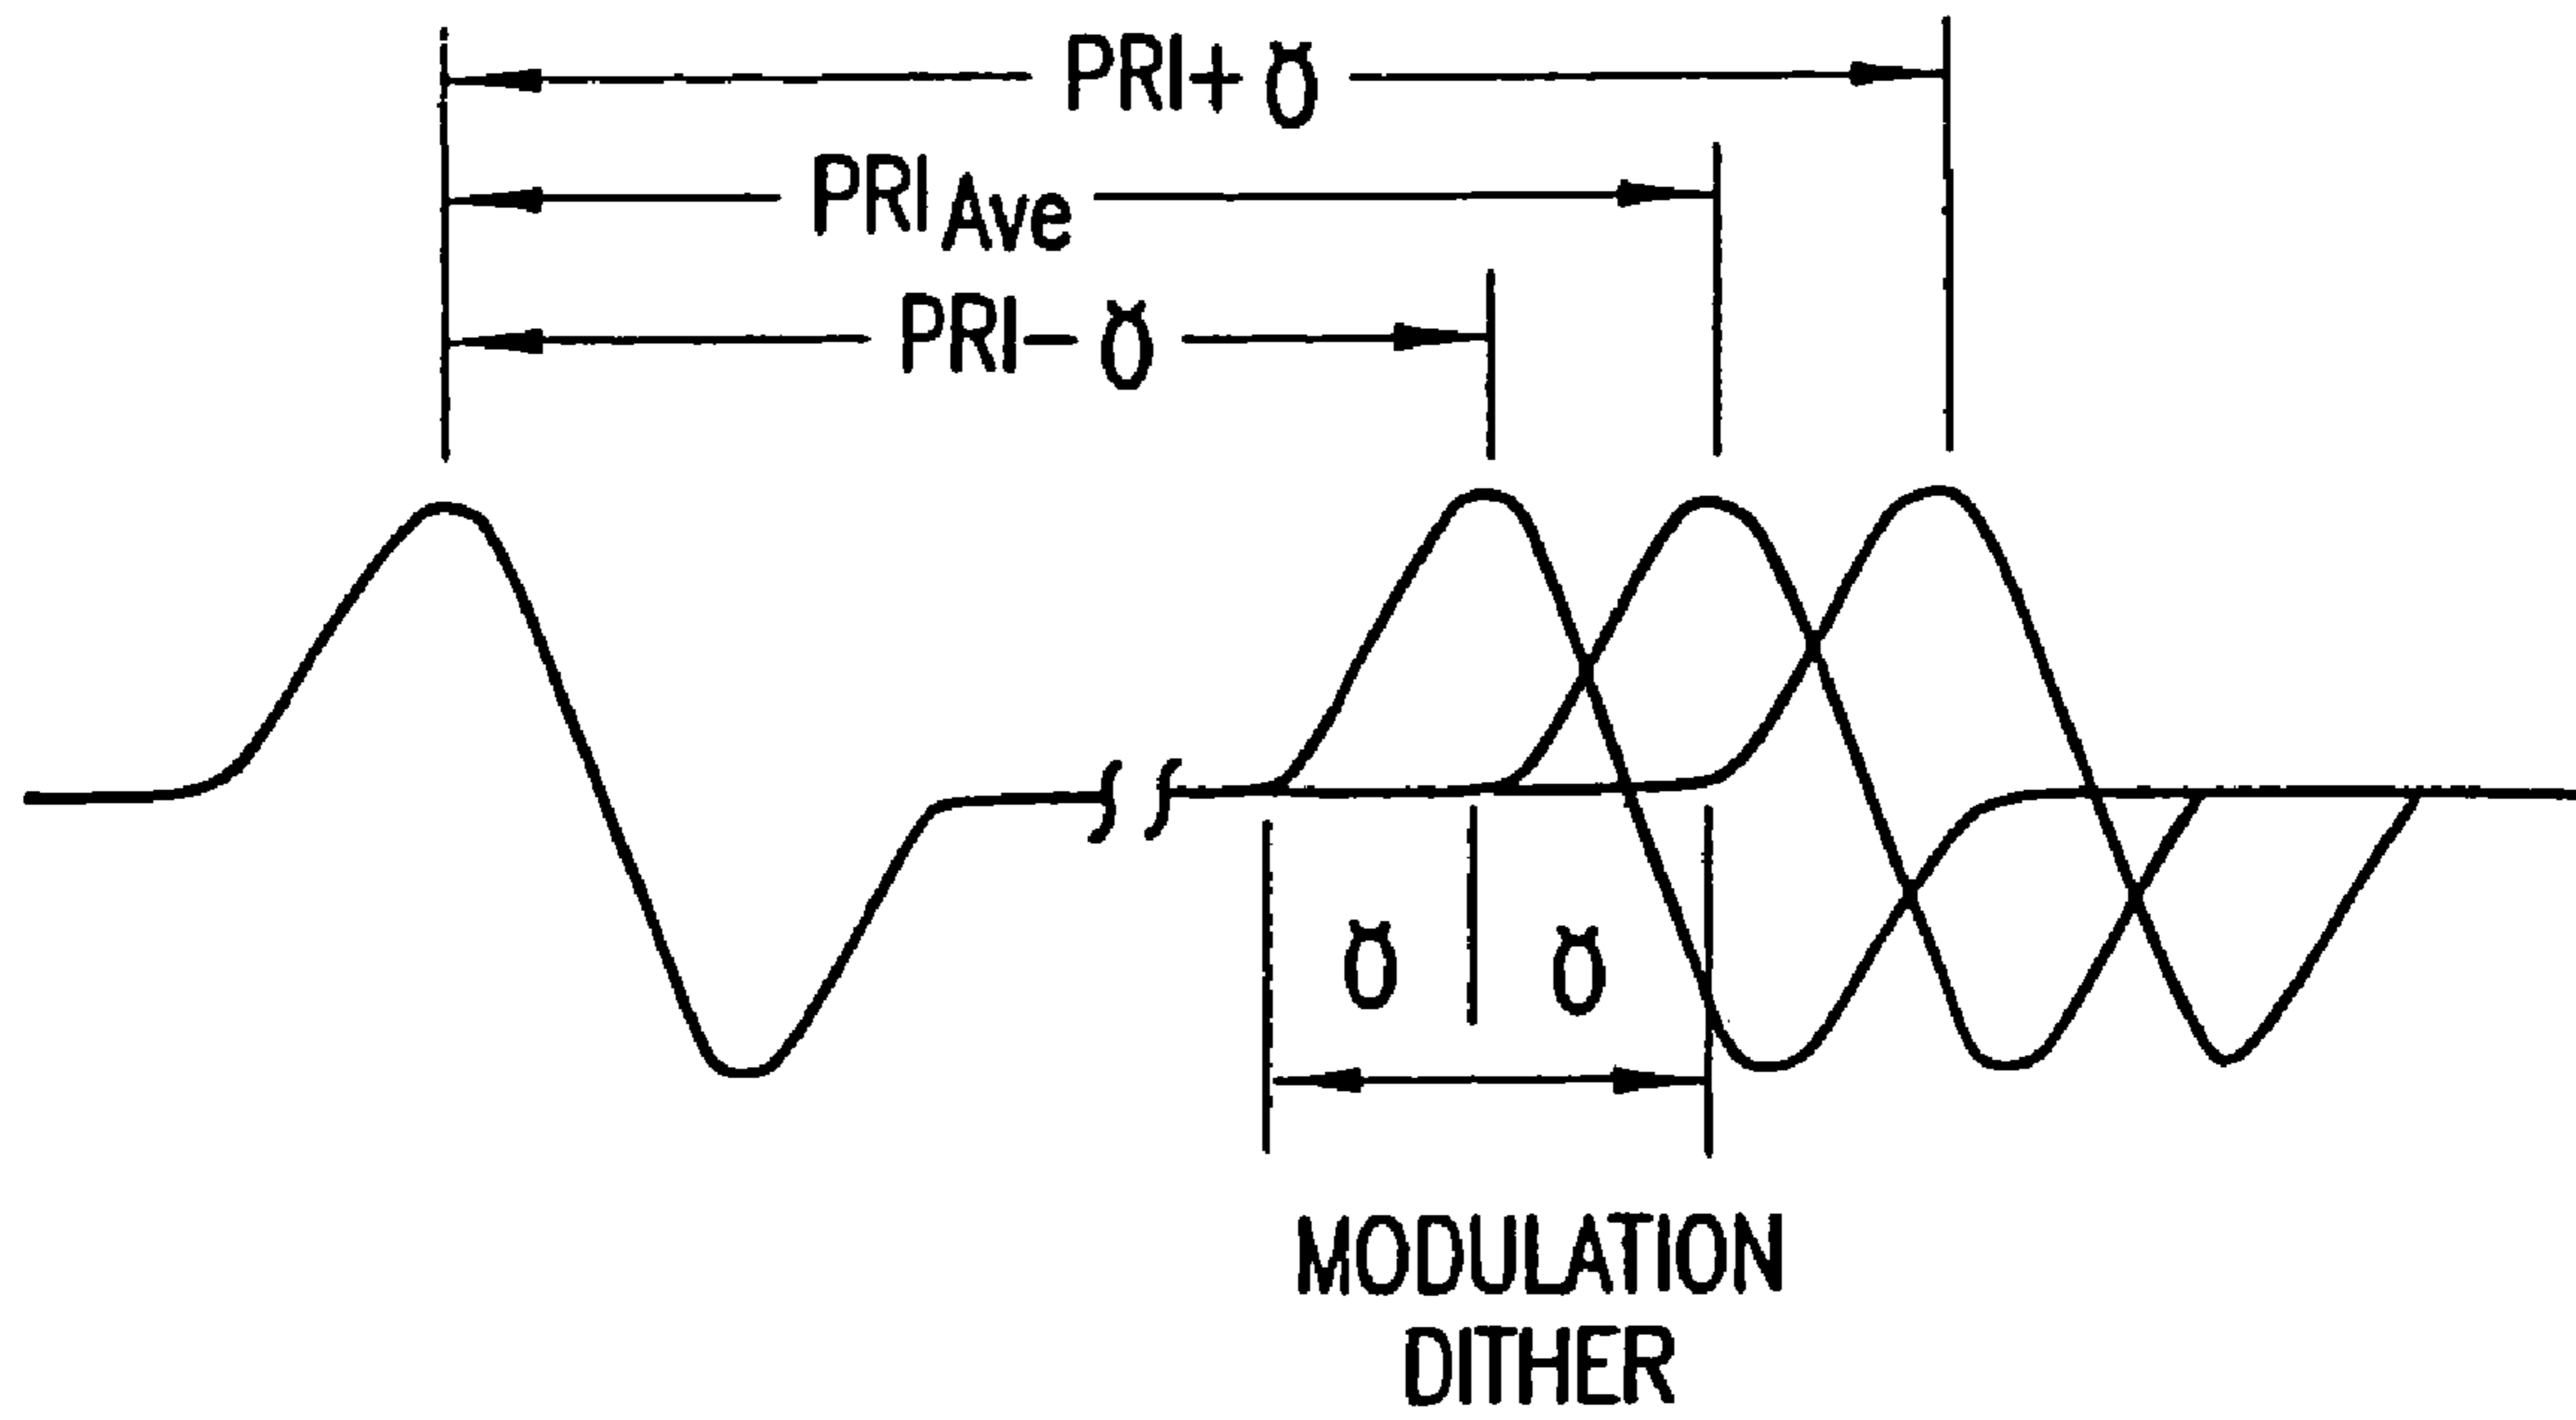 PRI+ ŏ
PRI Ave
PRI- ŏ
ŏ ŏ
MODULATION
DITHER